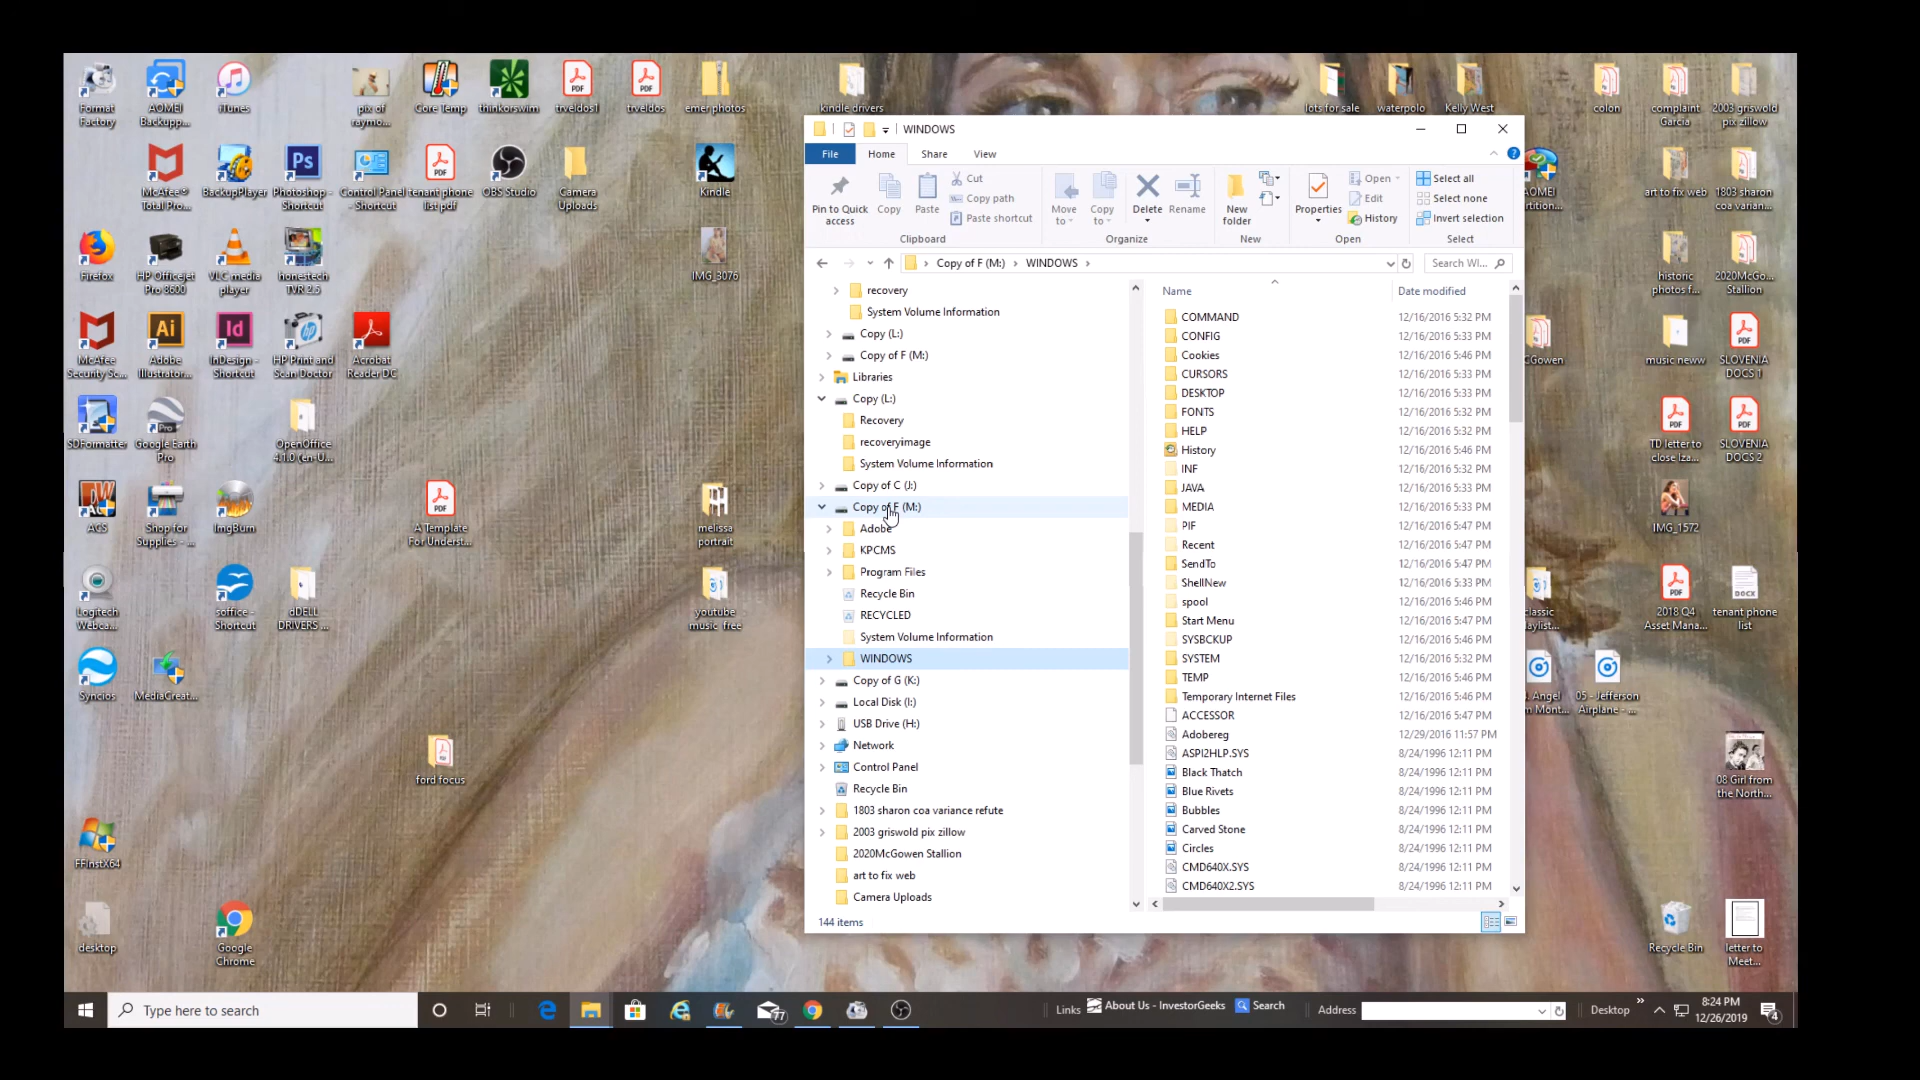 Format
Factory
AOMEI
Backupp...
iTunes
pix of
raymo...
Core Temp
thinkorswim
trveldos1
trveldos
emer photos
kindle drivers
lots for sale
waterpolo
Kelly West
colon
complaint
Garcia
2003 griswold
pix zillow
McAfee®
Total Pro...
BackupPlayer
Photoshop -
Shortcut
Control Panel
- Shortcut
tenant phone
list pdf
OBS Studio
Camera
Uploads
Kindle
AOMEI
art to fix web
1803 sharon
coa varian...
Firefox
HP Officejet
Pro 8600
VLC media
player
honestech
TVR 2.5
IMG_3076
historic
photos f...
2020McGo...
Stallion
McAfee
Security Sc...
Adobe
Illustrator...
InDesign -
Shortcut
HP Print and
Scan Doctor
Acrobat
Reader DC
music neww
SLOVENIA
DOCS 1
SDFormatter
Google Earth
Pro
OpenOffice
4.1.0 (en-U...
TD letter to
close Iza...
SLOVENIA
DOCS 2
ACS
Shop for
Supplies - ...
ImgBurn
A Template
For Underst...
melissa
portrait
IMG_1572
Logitech
Webca...
soffice -
Shortcut
dDELL
DRIVERS ...
youtube
music free
2018 Q4
Asset Mana...
tenant phone
list
Syncios
MediaCreat...
05 - Jefferson
Airplane - ...
ford focus
08 Girl from
the North...
FFInstX64
desktop
Google
Chrome
Recycle Bin
letter to
Meet...
WINDOWS
File Home Share View
Pin to Quick
access
Copy
Paste
Cut
Copy path
Paste shortcut
Move
to
Copy
to
Delete
Rename
New
folder
Properties
Open
Edit
History
Select all
Select none
Invert selection
Clipboard Organize New Open Select
Copy of F (M:) > WINDOWS >
Search WI...
recovery
System Volume Information
Copy (L:)
Copy of F (M:)
Libraries
Copy (L:)
Recovery
recoveryimage
System Volume Information
Copy of C (J:)
Copy of F (M:)
Adobe
KPCMS
Program Files
Recycle Bin
RECYCLED
System Volume Information
WINDOWS
Copy of G (K:)
Local Disk (I:)
USB Drive (H:)
Network
Control Panel
Recycle Bin
1803 sharon coa variance refute
2003 griswold pix zillow
2020McGowen Stallion
art to fix web
Camera Uploads
Name Date modified
COMMAND 12/16/2016 5:32 PM
CONFIG 12/16/2016 5:33 PM
Cookies 12/16/2016 5:46 PM
CURSORS 12/16/2016 5:33 PM
DESKTOP 12/16/2016 5:33 PM
FONTS 12/16/2016 5:32 PM
HELP 12/16/2016 5:32 PM
History 12/16/2016 5:46 PM
INF 12/16/2016 5:32 PM
JAVA 12/16/2016 5:33 PM
MEDIA 12/16/2016 5:33 PM
PIF 12/16/2016 5:33 PM
Recent 12/16/2016 5:47 PM
SendTo 12/16/2016 5:47 PM
ShellNew 12/16/2016 5:33 PM
spool 12/16/2016 5:46 PM
Start Menu 12/16/2016 5:47 PM
SYSBCKUP 12/16/2016 5:46 PM
SYSTEM 12/16/2016 5:32 PM
TEMP 12/16/2016 5:47 PM
Temporary Internet Files 12/16/2016 5:46 PM
ACCESSOR 12/16/2016 5:47 PM
Adobereg 12/29/2016 11:57 PM
ASPI2HLP.SYS 8/24/1996 12:11 PM
Black Thatch 8/24/1996 12:11 PM
Blue Rivets 8/24/1996 12:11 PM
Bubbles 8/24/1996 12:11 PM
Carved Stone 8/24/1996 12:11 PM
Circles 8/24/1996 12:11 PM
CMD640X.SYS 8/24/1996 12:11 PM
CMD640X2.SYS 8/24/1996 12:11 PM
144 items
Type here to search
77
Links
About Us - InvestorGeeks
Search
Address
Desktop
8:24 PM
12/26/2019
4